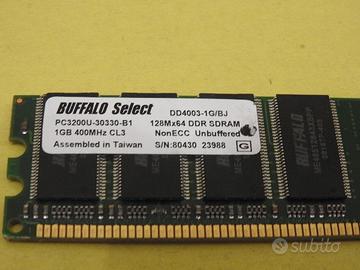 BUFFALO Select
DD4003-1G/BJ
PC3200U-30330-B1
128Mx64 DDR SDRAM
1GB 400MHz CL3
NonECC Unbuffered
Assembled in Taiwan
S/N:80430 23988
G
BUFFALO
subito